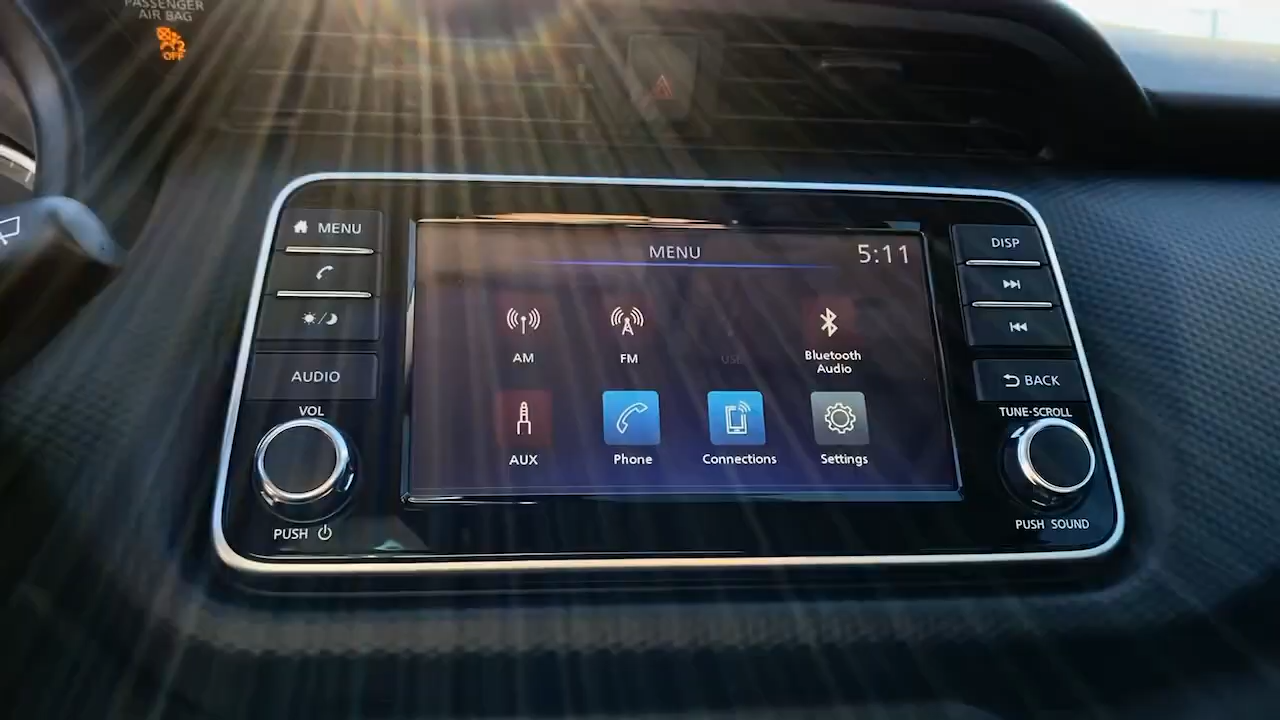 PASSENGER
AIR BAG
OFF
MENU
AUDIO
VOL
PUSH
MENU
5:11
AM
FM
USB
Bluetooth
Audio
AUX
Phone
Connections
Settings
DISP
BACK
TUNE·SCROLL
PUSH SOUND